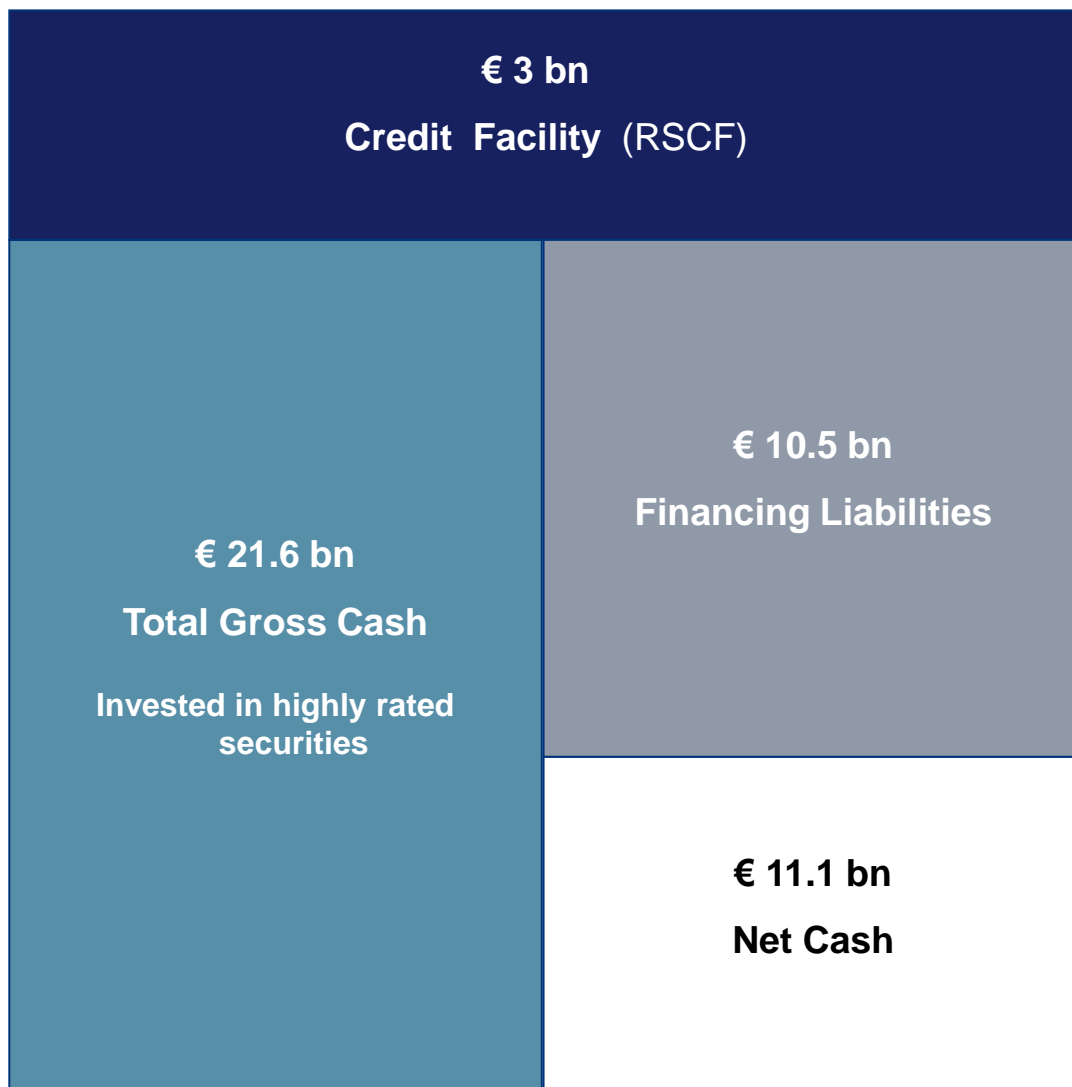 € 3 bn
Credit Facility (RSCF)
€ 21.6 bn
Total Gross Cash
Invested in highly rated
securities
€ 10.5 bn
Financing Liabilities
€ 11.1 bn
Net Cash